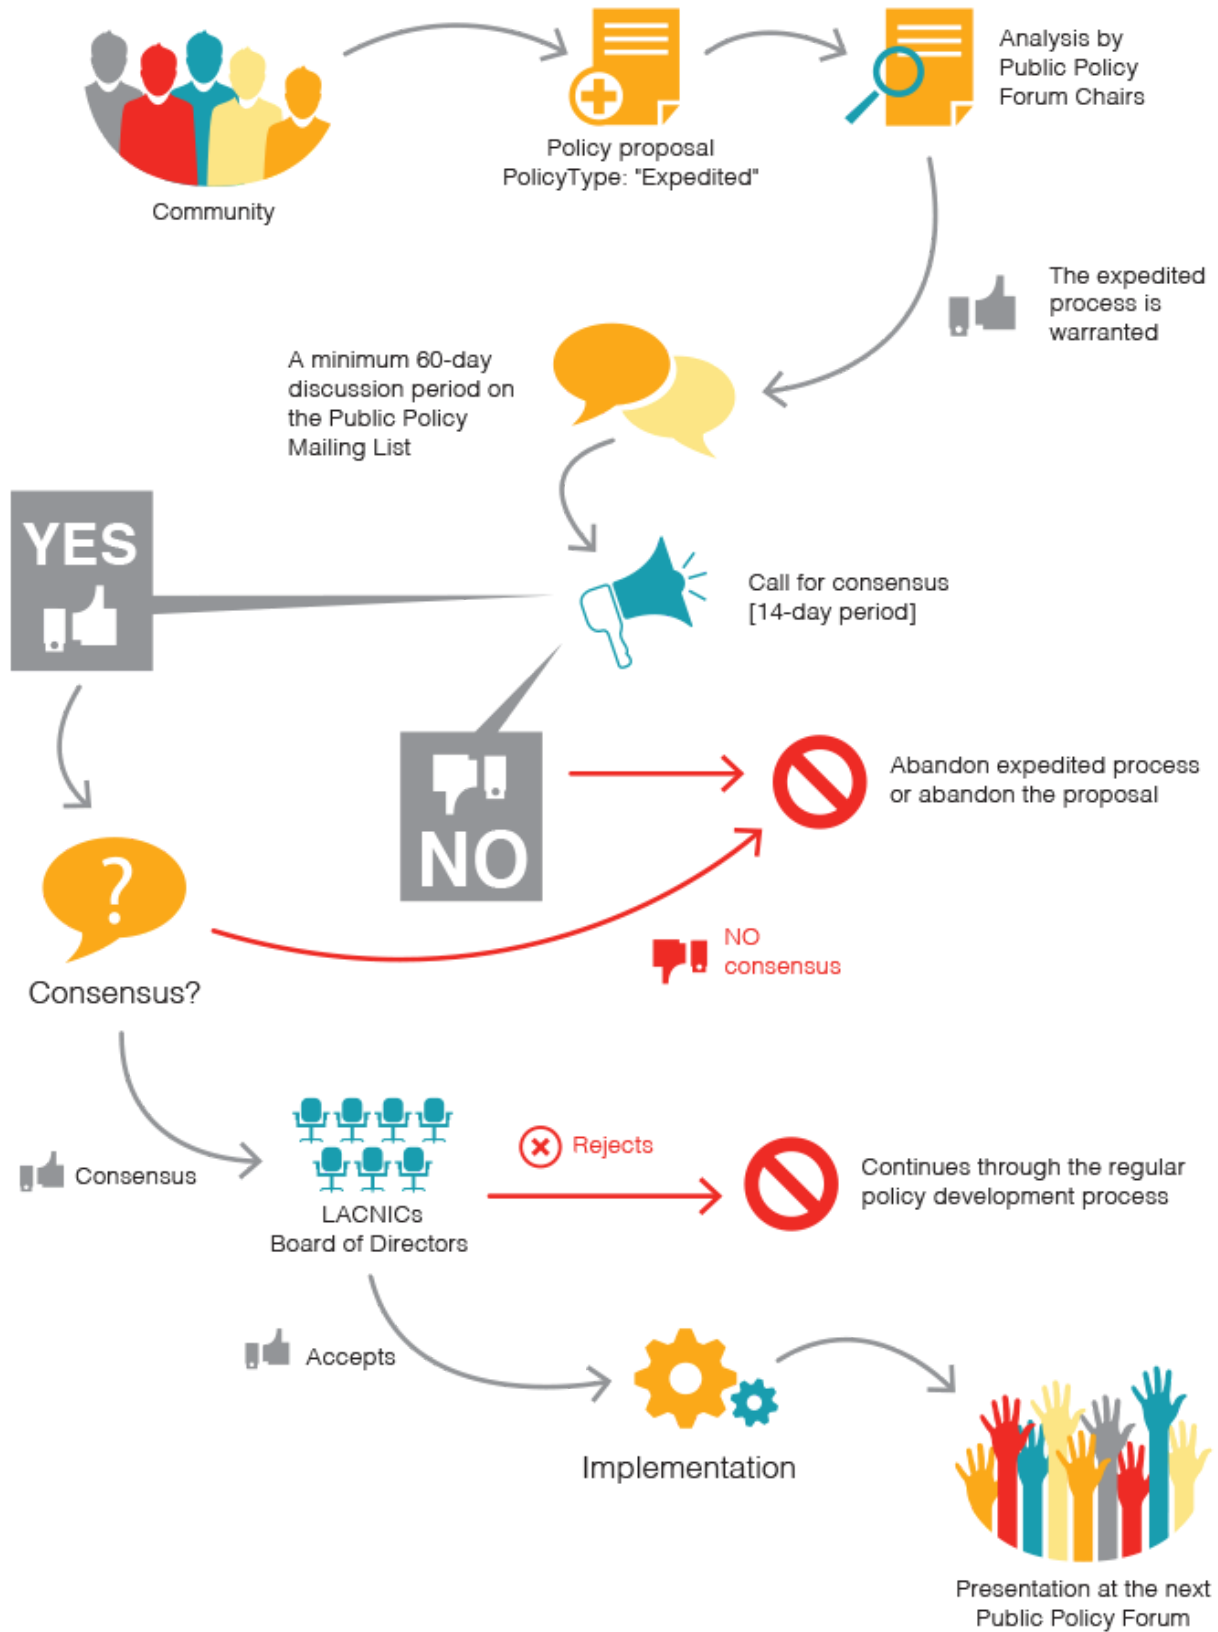 Community
Policy proposal
PolicyType: "Expedited"
Analysis by
Public Policy
Forum Chairs
The expedited
process is
warranted
A minimum 60-day
discussion period on
the Public Policy
Mailing List
YES
Call for consensus
[14-day period]
NO
Abandon expedited process
or abandon the proposal
?
Consensus?
NO
consensus
Consensus
LACNICs
Board of Directors
Rejects
Continues through the regular
policy development process
Accepts
Implementation
Presentation at the next
Public Policy Forum